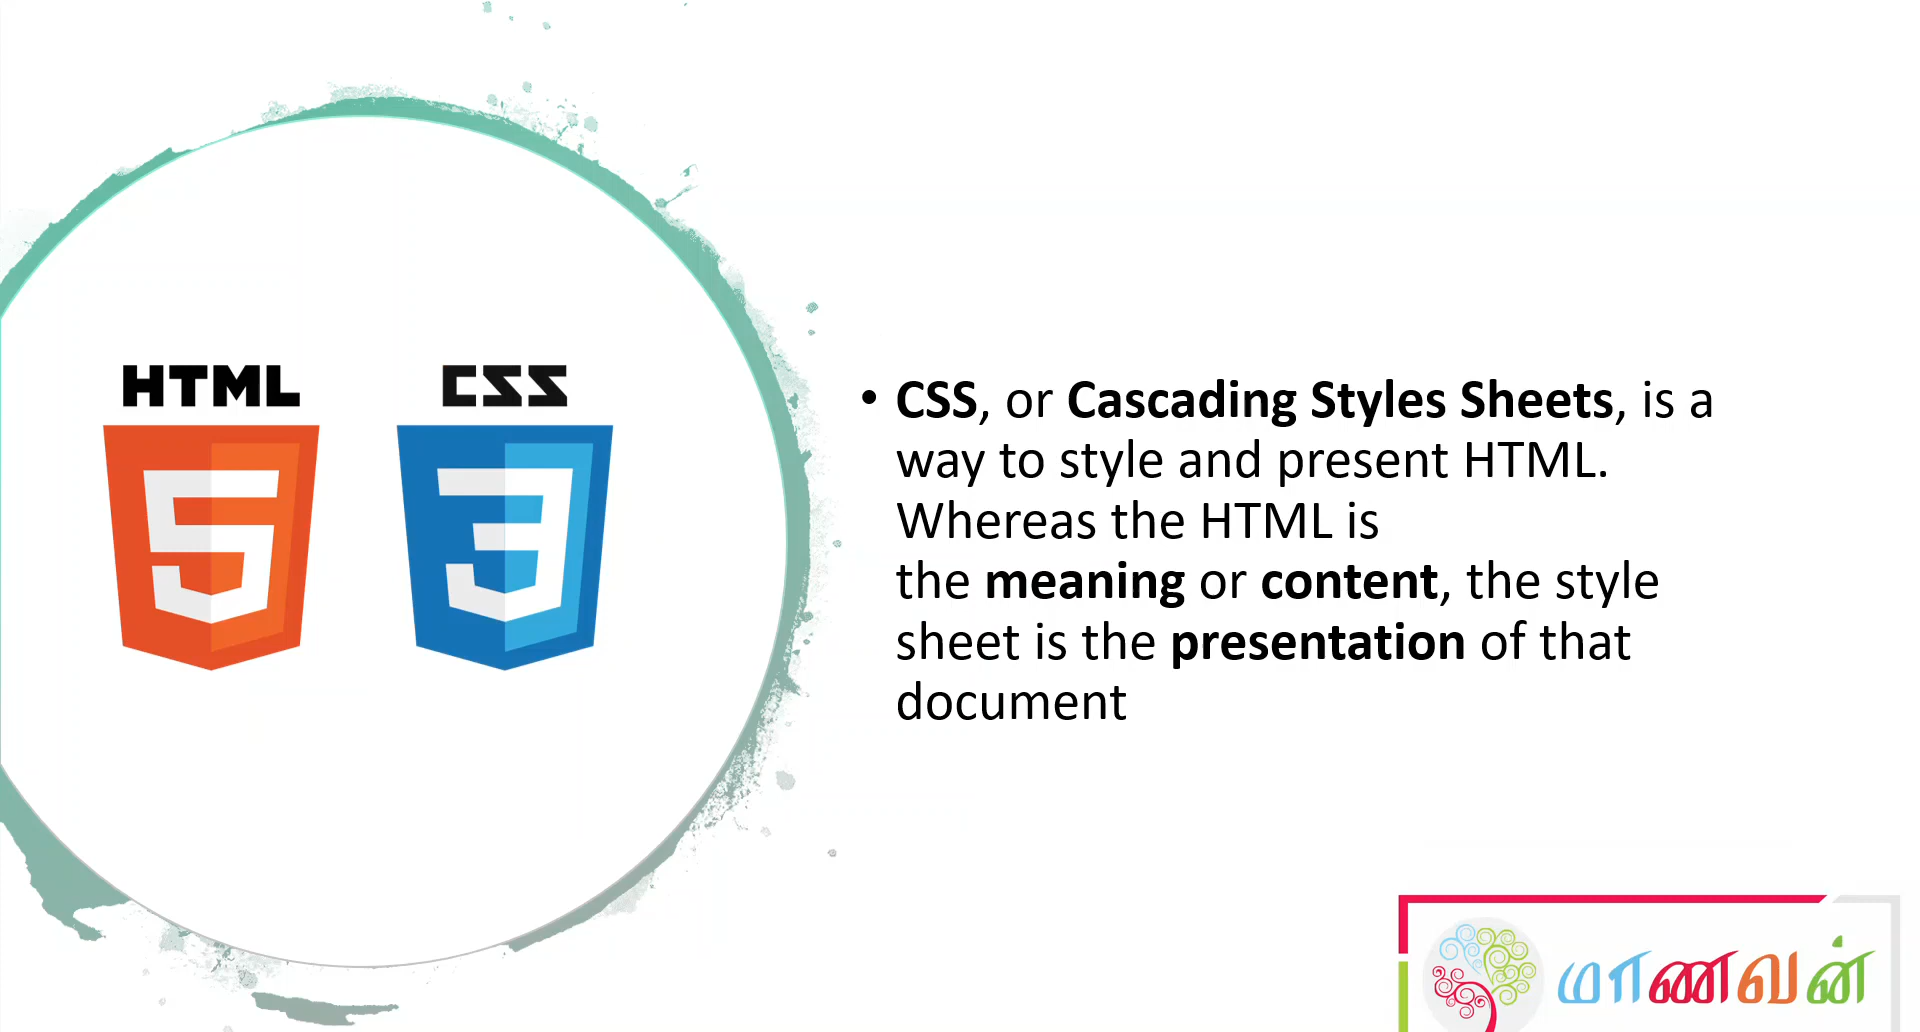 HTML
CSS
5
3
• CSS, or Cascading Styles Sheets, is a
way to style and present HTML.
Whereas the HTML is
the meaning or content, the style
sheet is the presentation of that
document
மாணவன்